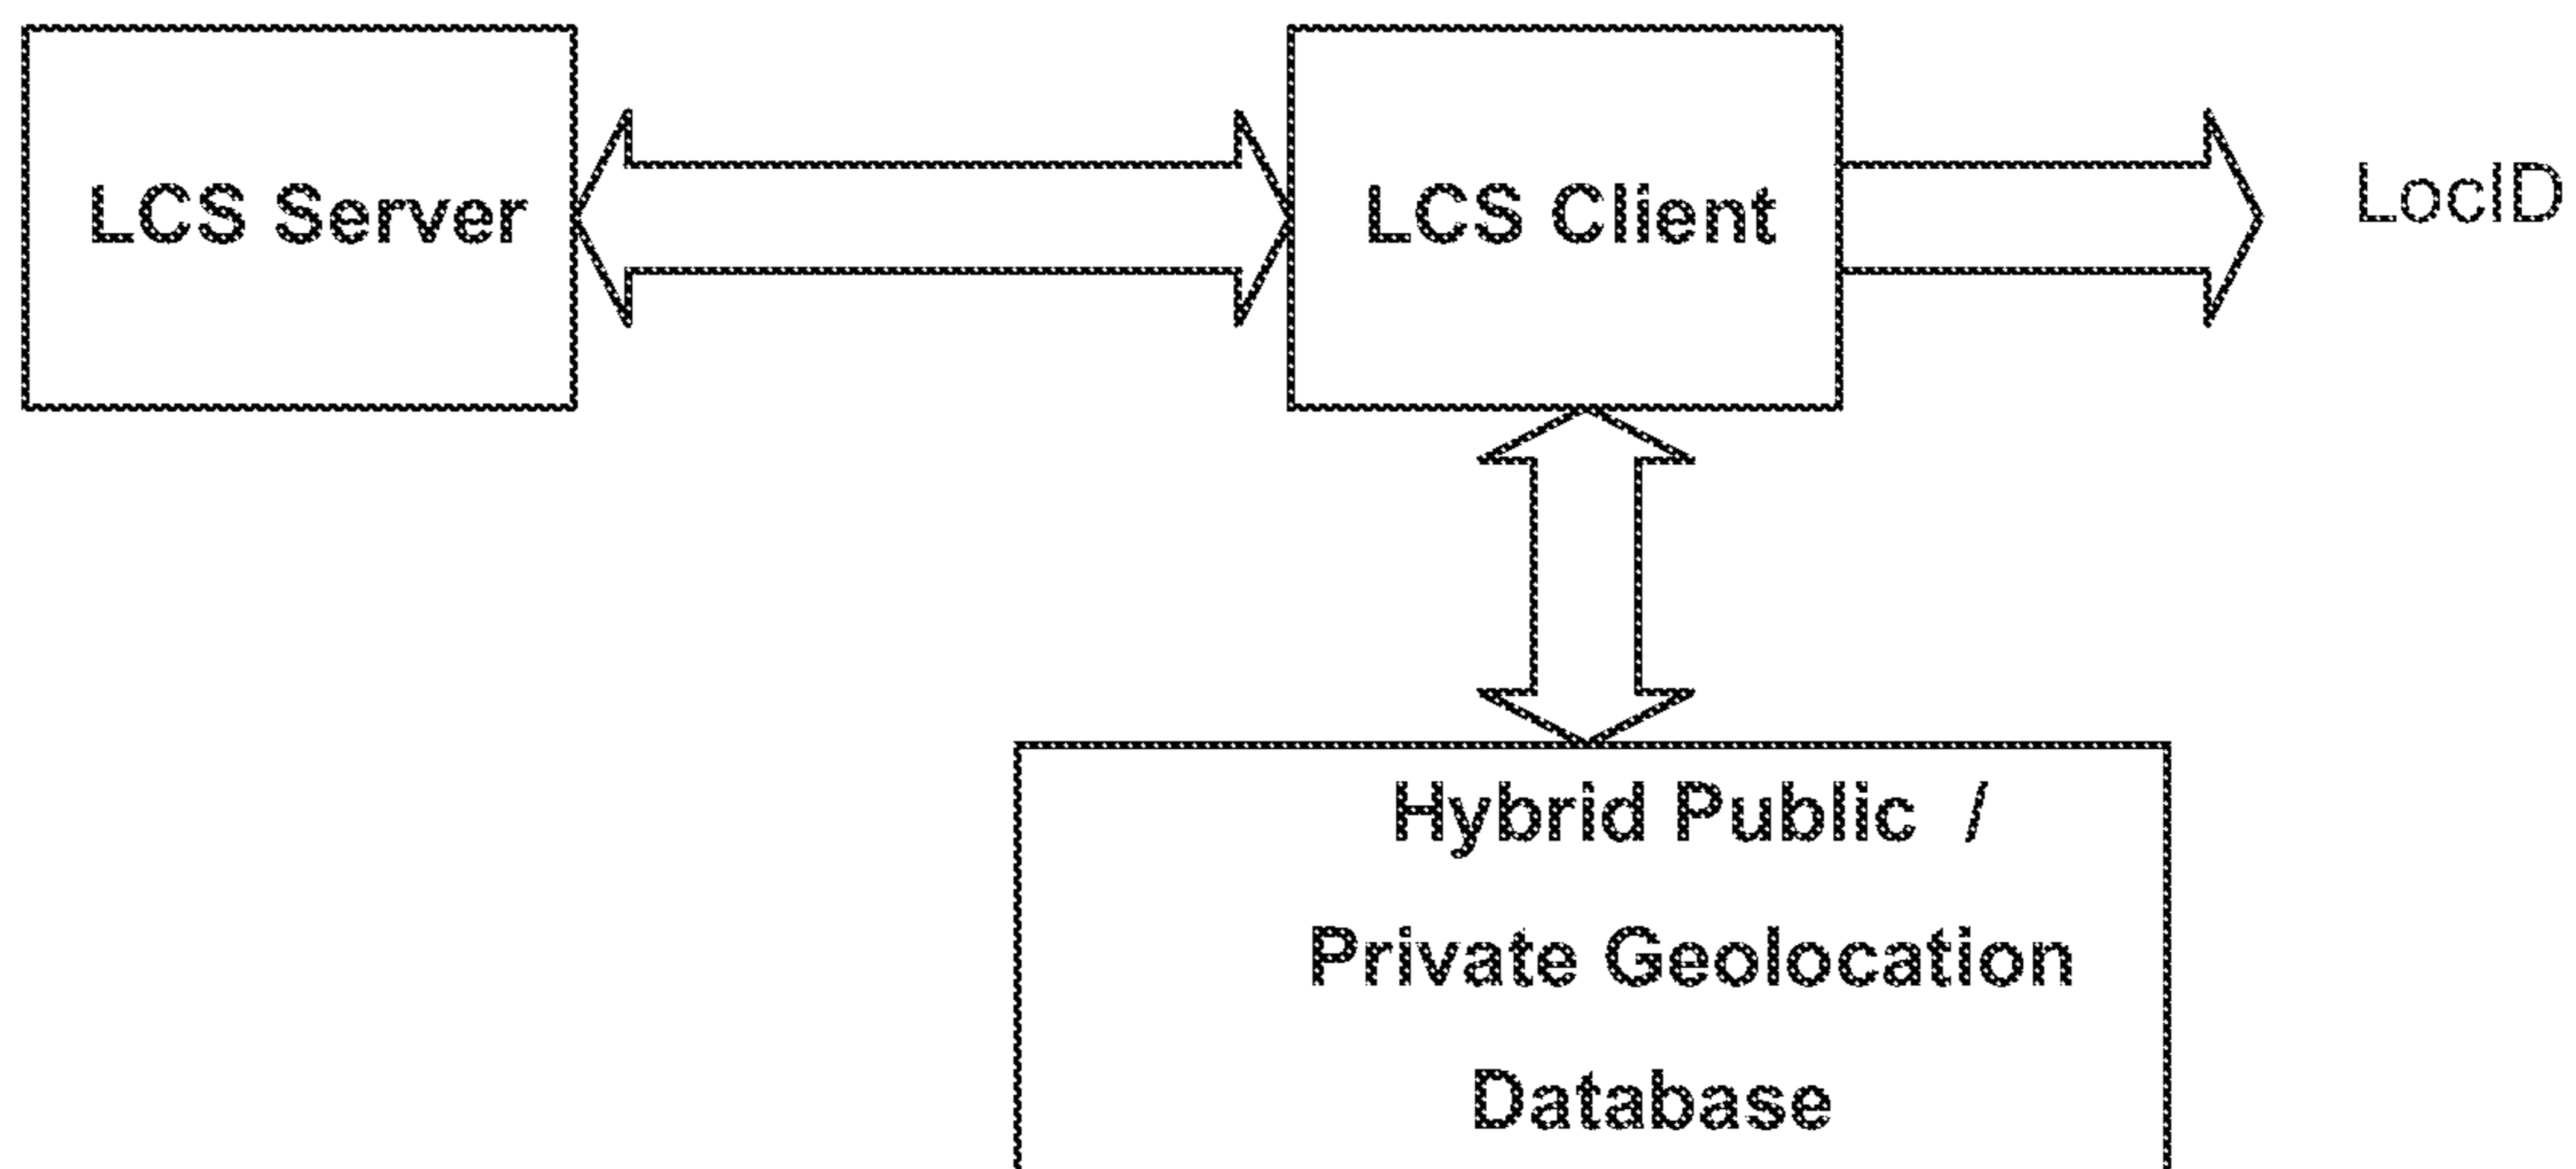 LCS Server
LCS Client
LocID
Hybrid Public /
Private Geolocation
Database